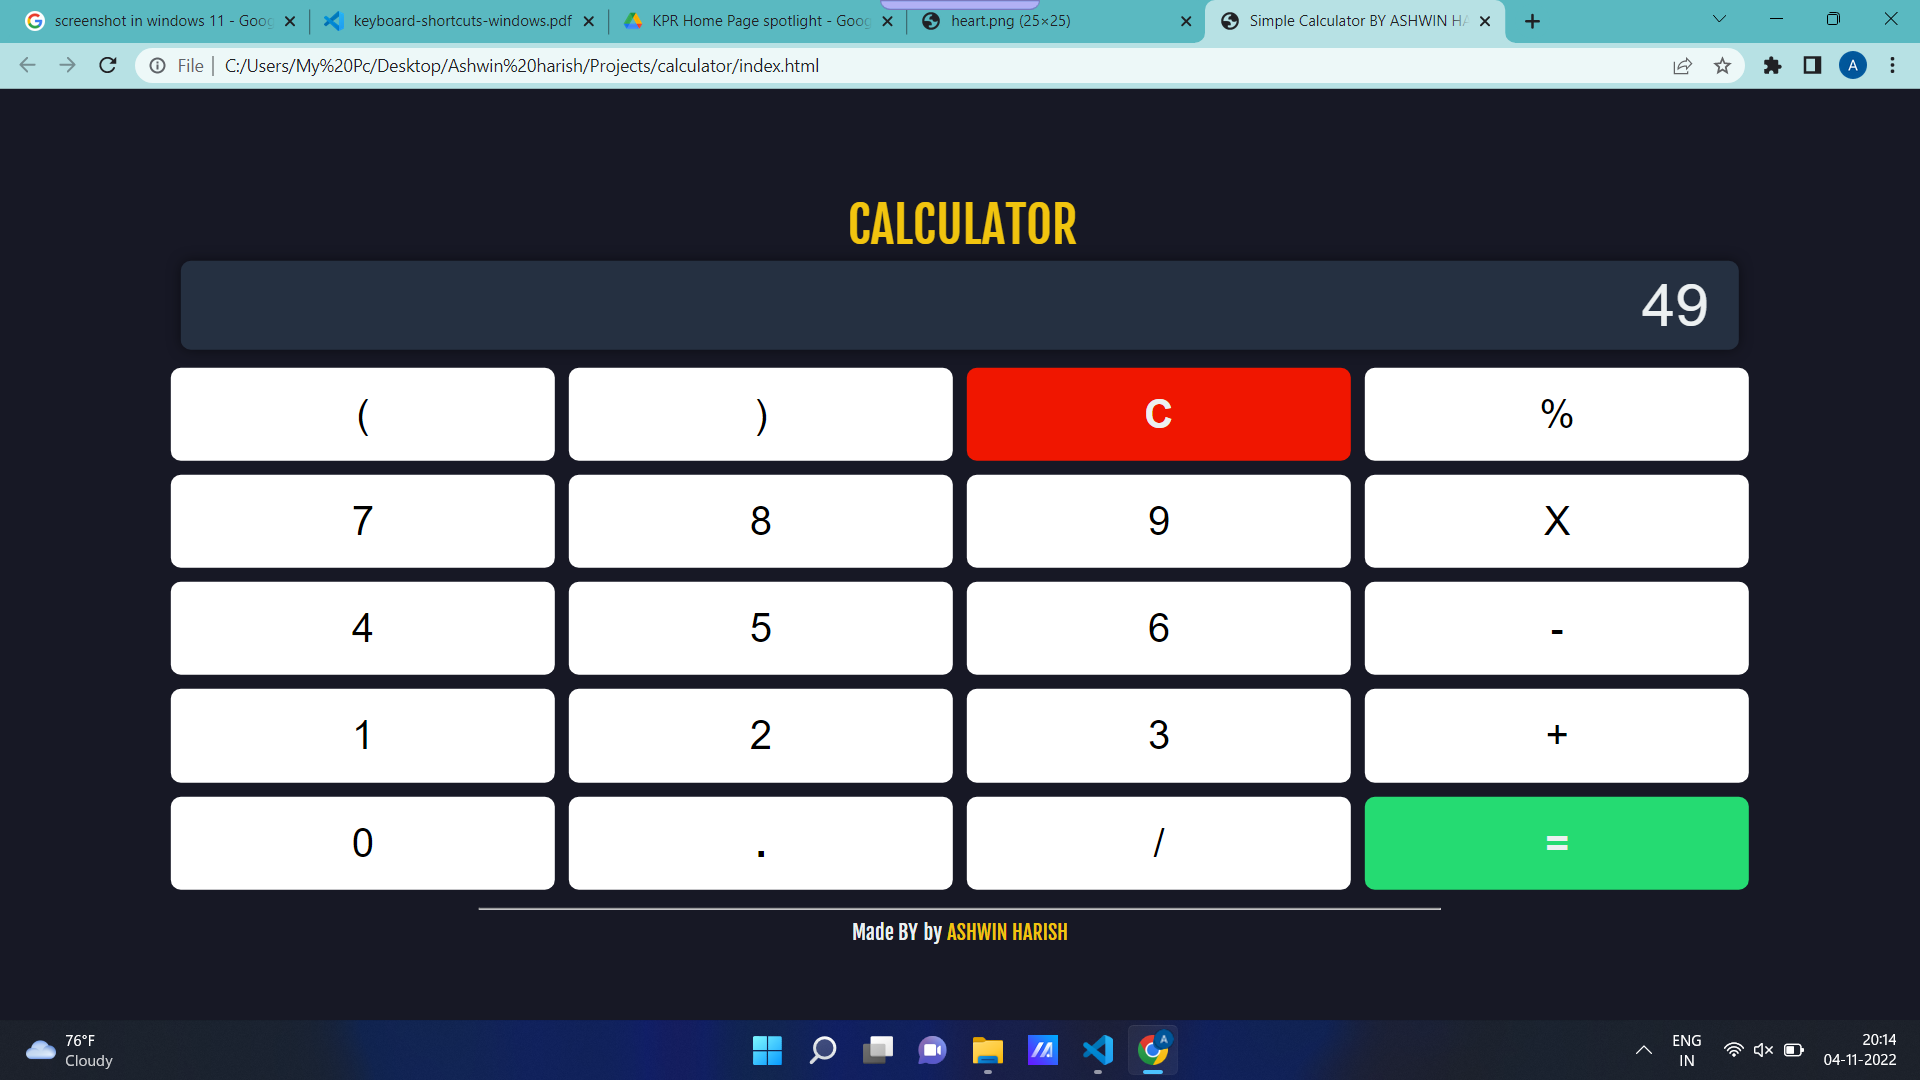 screenshot in windows 11 - Goog
keyboard-shortcuts-windows.pdf
KPR Home Page spotlight - Goog
heart.png (25×25)
Simple Calculator BY ASHWIN HA
File | C:/Users/My%20Pc/Desktop/Ashwin%20harish/Projects/calculator/index.html
A
CALCULATOR
49
( ) C %
7 8 9 X
4 5 6 -
1 2 3 +
0 . / =
Made BY by ASHWIN HARISH
76°F
Cloudy
A
ENG
IN
20:14
04-11-2022